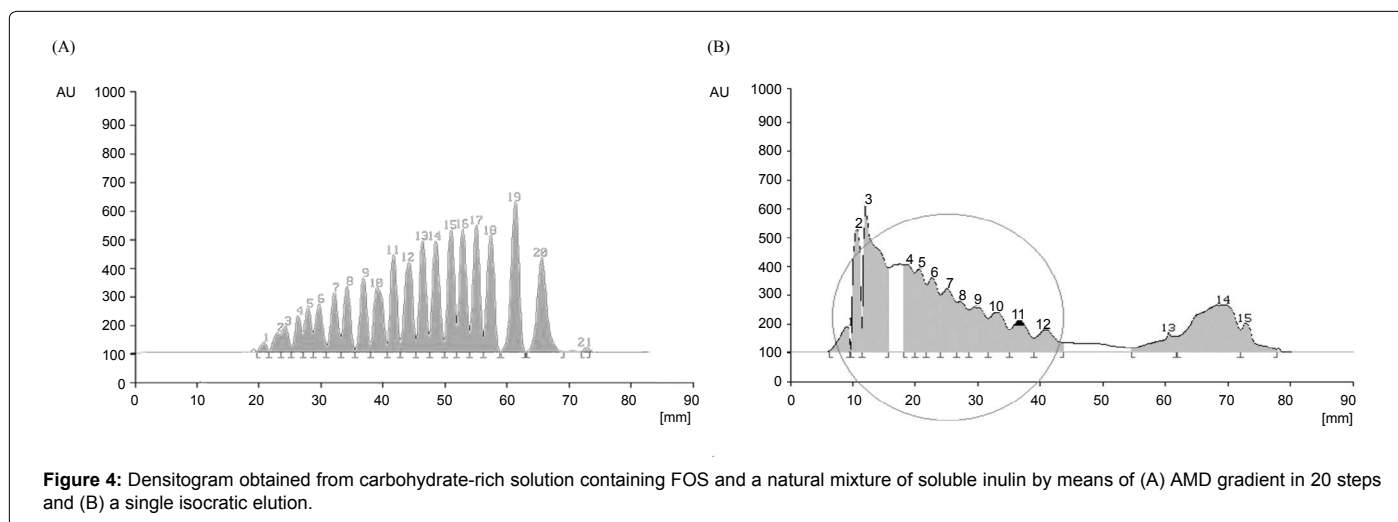 (A)
AU
1000
900
800
700
600
500
400
300
200
100
0
1 2 3 4 5 6 7 8 9 10 11 12 13 14 15 16 17 18 19 20 21
0 10 20 30 40 50 60 70 80 90
[mm]
(B)
AU
1000
900
800
700
600
500
400
300
200
100
0
1 2 3 4 5 6 7 8 9 10 11 12 13 14 15
0 10 20 30 40 50 60 70 80 90
[mm]
Figure 4: Densitogram obtained from carbohydrate-rich solution containing FOS and a natural mixture of soluble inulin by means of (A) AMD gradient in 20 steps
and (B) a single isocratic elution.